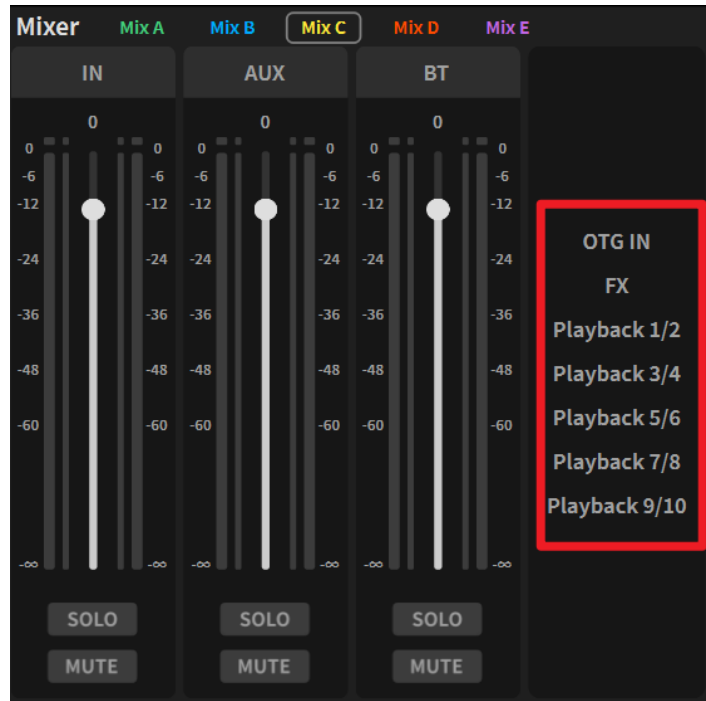 Mixer Mix A Mix B Mix C Mix D Mix E
IN AUX BT
0 0 0
0 0 0 0 0 0
-6 -6 -6 -6 -6 -6
-12 -12 -12 -12 -12 -12
-24 -24 -24 -24 -24 -24
-36 -36 -36 -36 -36 -36
-48 -48 -48 -48 -48 -48
-60 -60 -60 -60 -60 -60
-∞ -∞ -∞ -∞ -∞ -∞
SOLO SOLO SOLO
MUTE MUTE MUTE
OTG IN
FX
Playback 1/2
Playback 3/4
Playback 5/6
Playback 7/8
Playback 9/10